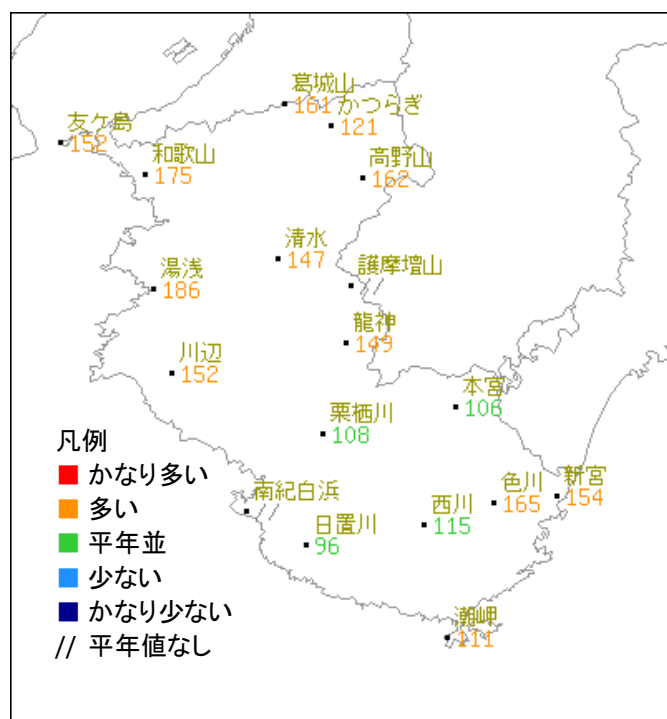 葛城山
161
かつらぎ
121
友ケ島
152
和歌山
175
高野山
162
清水
147
護摩壇山
//
湯浅
186
龍神
149
川辺
152
本宮
106
栗栖川
108
南紀白浜
//
日置川
96
西川
115
色川
165
新宮
154
潮岬
111
凡例
かなり多い
多い
平年並
少ない
かなり少ない
// 平年値なし